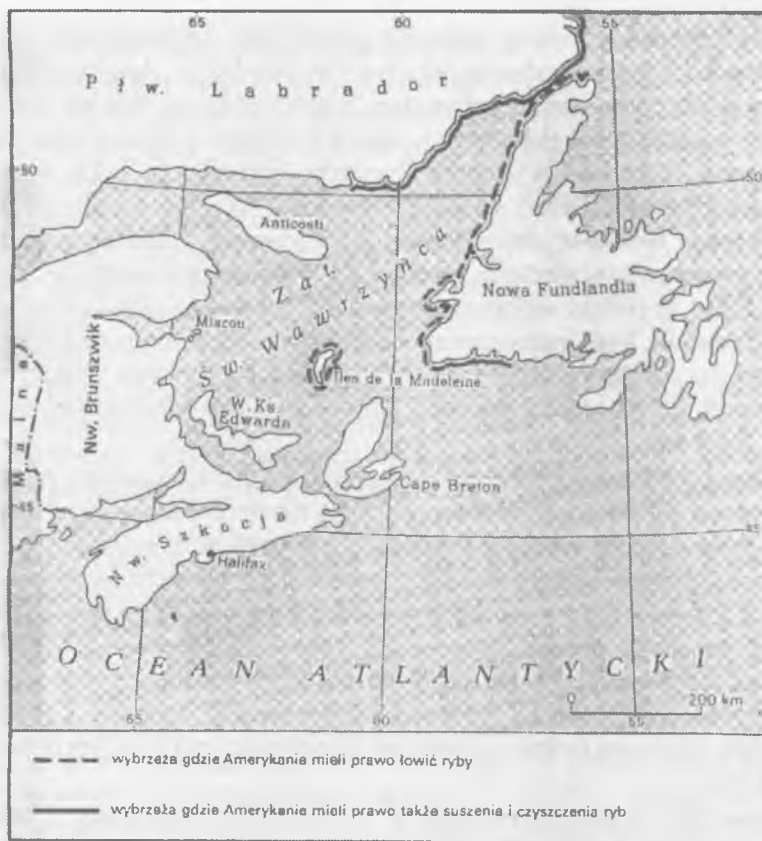 65 60 55
Płw. Labrador
50 50
Anticosti
Zat. Św. Wawrzyńca
Nowa Fundlandia
Miscou
Nw. Brunszwik
Maine
Îles de la Madeleine
W. Ks.
Edwarda
Cape Breton
45 45
Nw. Szkocja
Halifax
OCEAN ATLANTYCKI
0 200 km
65 60 55
wybrzeża gdzie Amerykanie mieli prawo łowić ryby
wybrzeża gdzie Amerykanie mieli prawo także suszenia i czyszczenia ryb